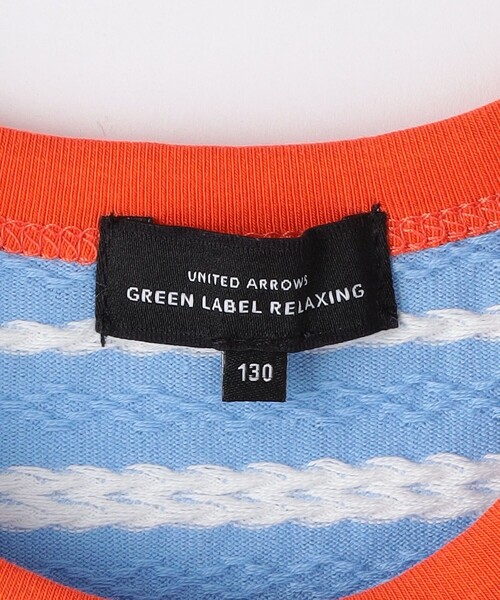 UNITED ARROWS
GREEN LABEL RELAXING
130